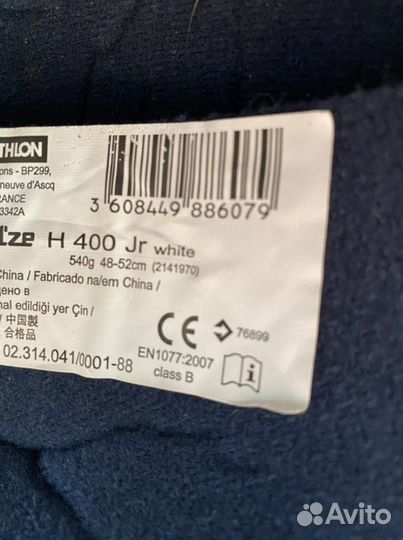 THLON
ons - BP299,
neuve d'Ascq
RANCE
3342A
3 608449 886079
'ze H 400 Jr white
540g 48-52cm (2141970)
China / Fabricado na/em China /
дено в
nal edildiği yer Çin /
/ 中国製
合格品
02.314.041/0001-88
CE
76899
EN1077:2007
class B
i
Avito